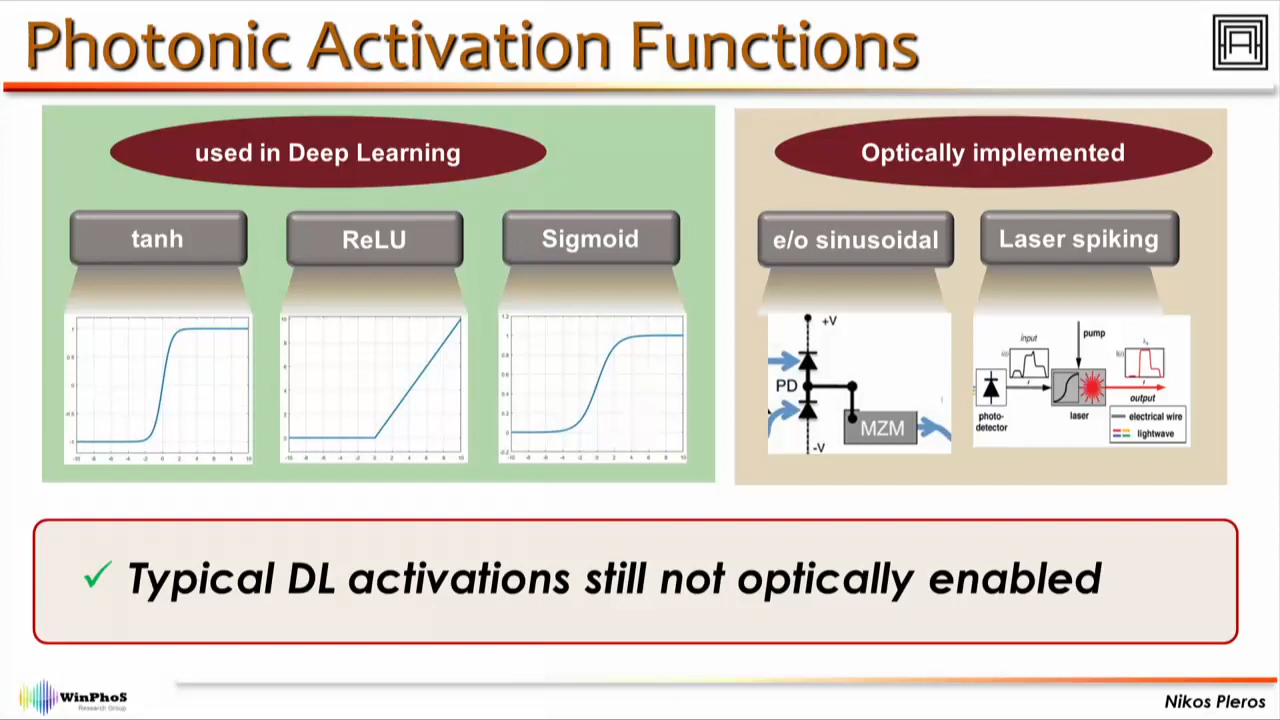 Photonic Activation Functions
used in Deep Learning
Optically implemented
tanh
ReLU
Sigmoid
e/o sinusoidal
Laser spiking
+V
PD
MZM
-V
input
pump
photo-
detector
laser
output
electrical wire
lightwave
✓ Typical DL activations still not optically enabled
WinPhoS
Research Group
Nikos Pleros